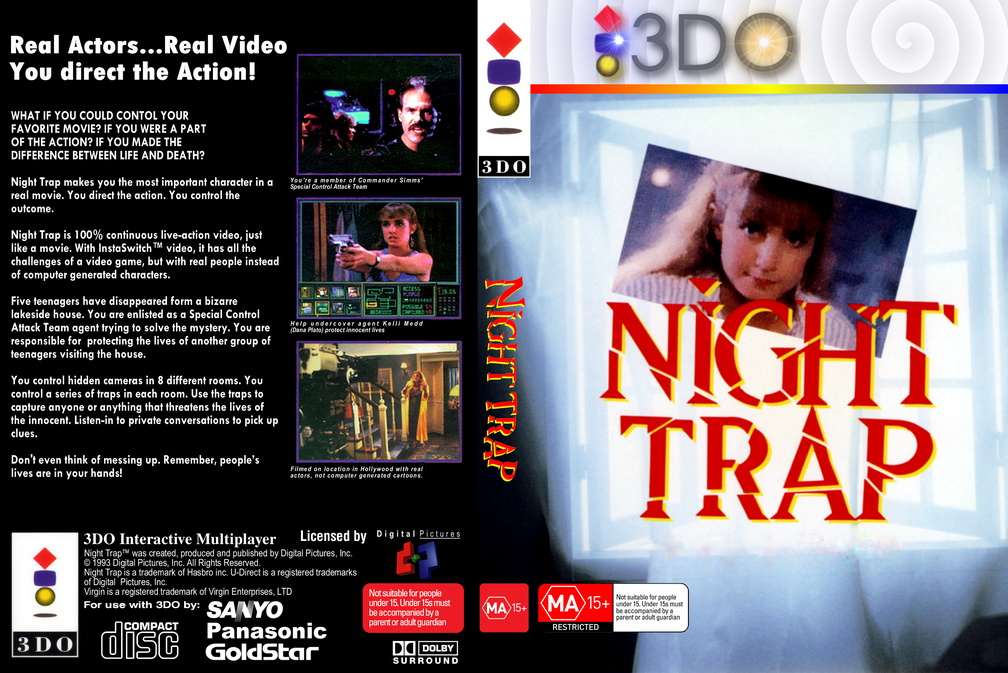 Real Actors...Real Video
You direct the Action!
WHAT IF YOU COULD CONTOL YOUR
FAVORITE MOVIE? IF YOU WERE A PART
OF THE ACTION? IF YOU MADE THE
DIFFERENCE BETWEEN LIFE AND DEATH?
Night Trap makes you the most important character in a
real movie. You direct the action. You control the
outcome.
Night Trap is 100% continuous live-action video, just
like a movie. With InstaSwitch™ video, it has all the
challenges of a video game, but with real people instead
of computer generated characters.
Five teenagers have disappeared form a bizarre
lakeside house. You are enlisted as a Special Control
Attack Team agent trying to solve the mystery. You are
responsible for protecting the lives of another group of
teenagers visiting the house.
You control hidden cameras in 8 different rooms. You
control a series of traps in each room. Use the traps to
capture anyone or anything that threatens the lives of
the innocent. Listen-in to private conversations to pick up
clues.
Don't even think of messing up. Remember, people's
lives are in your hands!
You're a member of Commander Simms'
Special Control Attack Team
ACCESS
PURPLE
POSSIBLE
CAPTURED
BEDROOM
Help undercover agent Kelli Medd
(Dana Plato) protect innocent lives
Filmed on location in Hollywood with real
actors, not computer generated cartoons.
3DO
3DO Interactive Multiplayer
Night Trap™ was created, produced and published by Digital Pictures, Inc.
© 1993 Digital Pictures, Inc. All Rights Reserved.
Night Trap is a trademark of Hasbro inc. U-Direct is a registered trademarks
of Digital Pictures, Inc.
Virgin is a registered trademark of Virgin Enterprises, LTD
For use with 3DO by:
COMPACT
disc
SANYO
Panasonic
GoldStar
Licensed by
Digital Pictures
Not suitable for people
under 15. Under 15s must
be accompanied by a
parent or adult guardian
DOLBY
SURROUND
3DO
NIGHT TRAP
MA 15+
3DO
NIGHT
TRAP
MA 15+
RESTRICTED
Not suitable for people
under 15. Under 15s must
be accompanied by a
parent or adult guardian